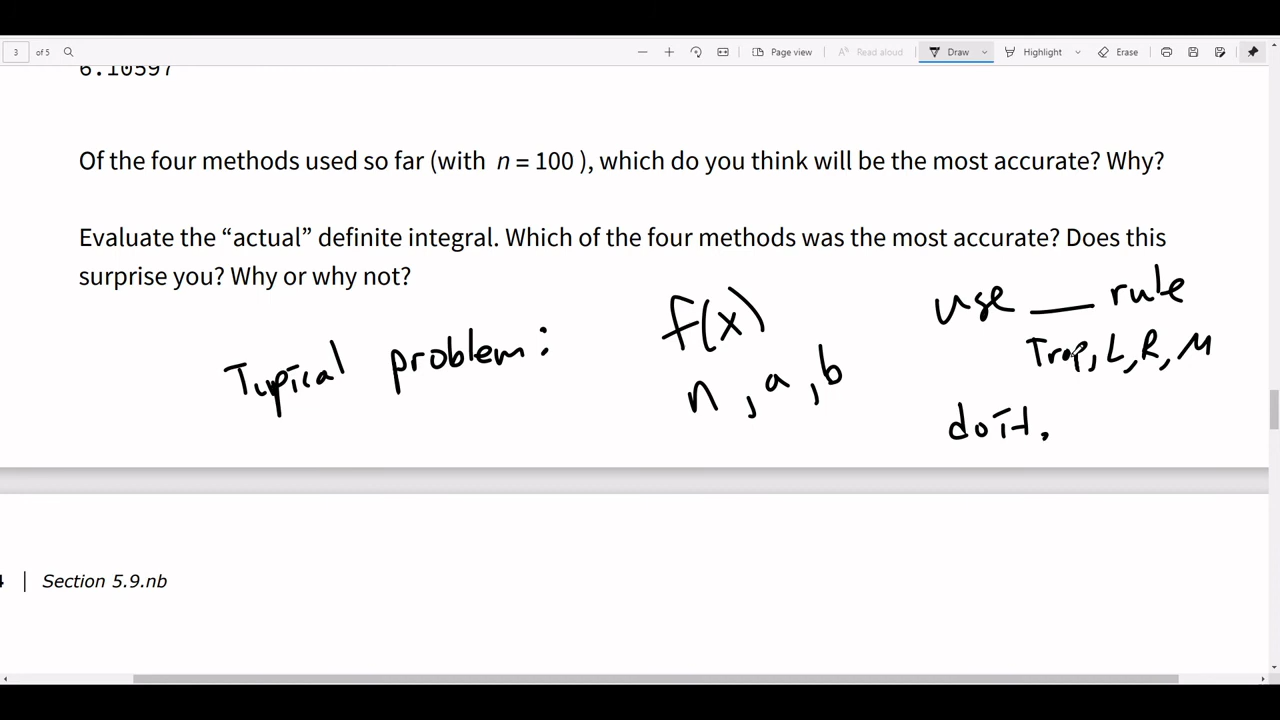 3 of 5 Page view Read aloud Draw Highlight Erase
6.10597
Of the four methods used so far (with n = 100 ), which do you think will be the most accurate? Why?
Evaluate the “actual” definite integral. Which of the four methods was the most accurate? Does this
surprise you? Why or why not?
Typical problem:
f(x)
n, a, b
use ___ rule
Trap, L, R, M
do it.
4 | Section 5.9.nb